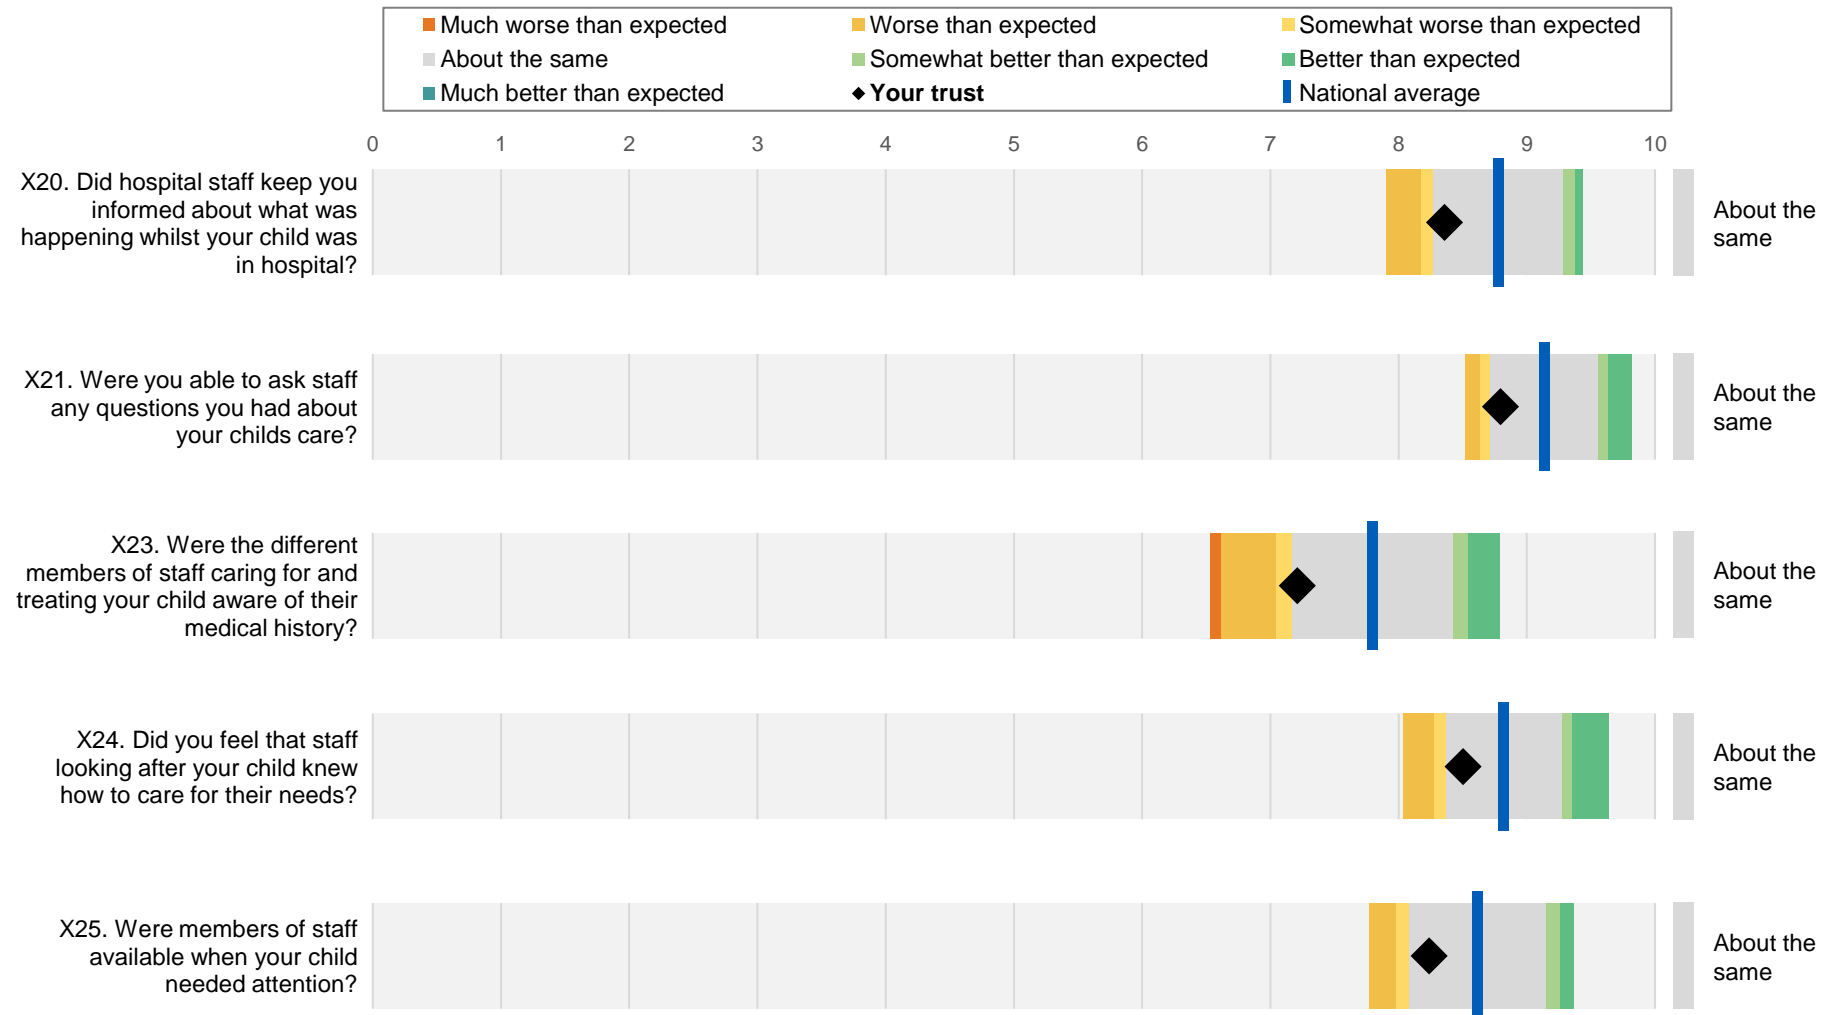 Much worse than expected
Worse than expected
Somewhat worse than expected
About the same
Somewhat better than expected
Better than expected
Much better than expected
Your trust
National average
0 1 2 3 4 5 6 7 8 9 10
X20. Did hospital staff keep you
informed about what was
happening whilst your child was
in hospital?
About the
same
X21. Were you able to ask staff
any questions you had about
your childs care?
About the
same
X23. Were the different
members of staff caring for and
treating your child aware of their
medical history?
About the
same
X24. Did you feel that staff
looking after your child knew
how to care for their needs?
About the
same
X25. Were members of staff
available when your child
needed attention?
About the
same